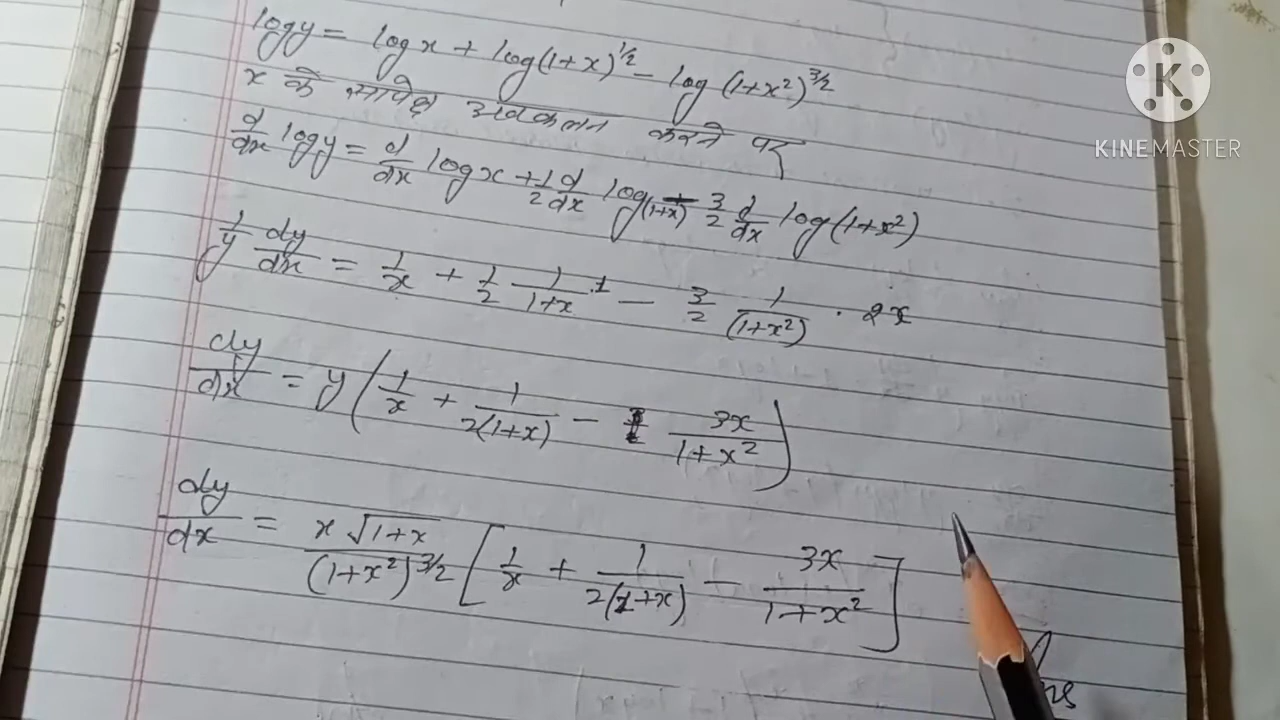 log y = log x + log(1+x)^1/2 – log (1+x²)^3/2
x के सापेक्ष अवकलन करने पर
d/dx log y = d/dx log x + 1/2 d/dx log (1+x) – 3/2 d/dx log (1+x²)
1/y dy/dx = 1/x + 1/2 1/(1+x) · 1 – 3/2 1/(1+x²) · 2x
dy/dx = y ( 1/x + 1/2(1+x) – 3x/(1+x²) )
dy/dx = x √(1+x) / (1+x²)^3/2 [ 1/x + 1/2(1+x) – 3x/(1+x²) ]
Ans
K
KINEMASTER